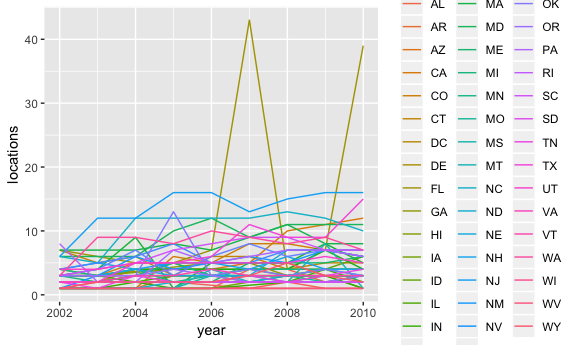 40
30
20
10
0
2002 2004 2006 2008 2010
year
locations
AL MA OK
AR MD OR
AZ ME PA
CA MI RI
CO MN SC
CT MO SD
DC MS TN
DE MT TX
FL NC UT
GA ND VA
HI NE VT
IA NH WA
ID NJ WI
IL NM WV
IN NV WY